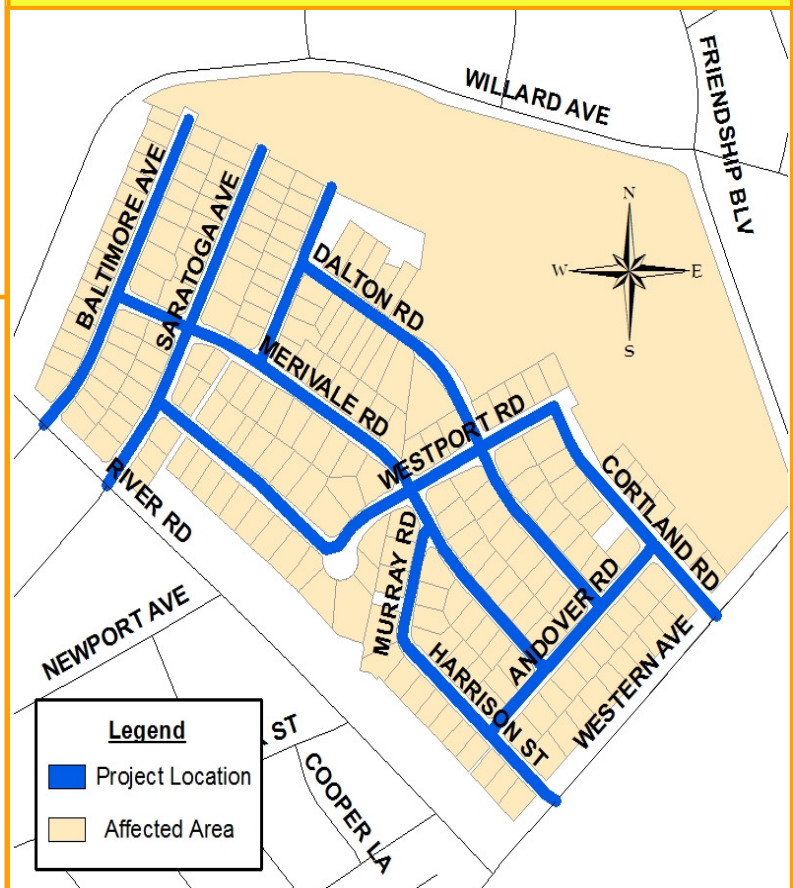 WILLARD AVE
FRIENDSHIP BLV
N
W E
S
BALTIMORE AVE
SARATOGA AVE
DALTON RD
MERIVALE RD
WESTPORT RD
CORTLAND RD
RIVER RD
MURRAY RD
ANDOVER RD
WESTERN AVE
HARRISON ST
NEWPORT AVE
ST
COOPER LA
Legend
Project Location
Affected Area